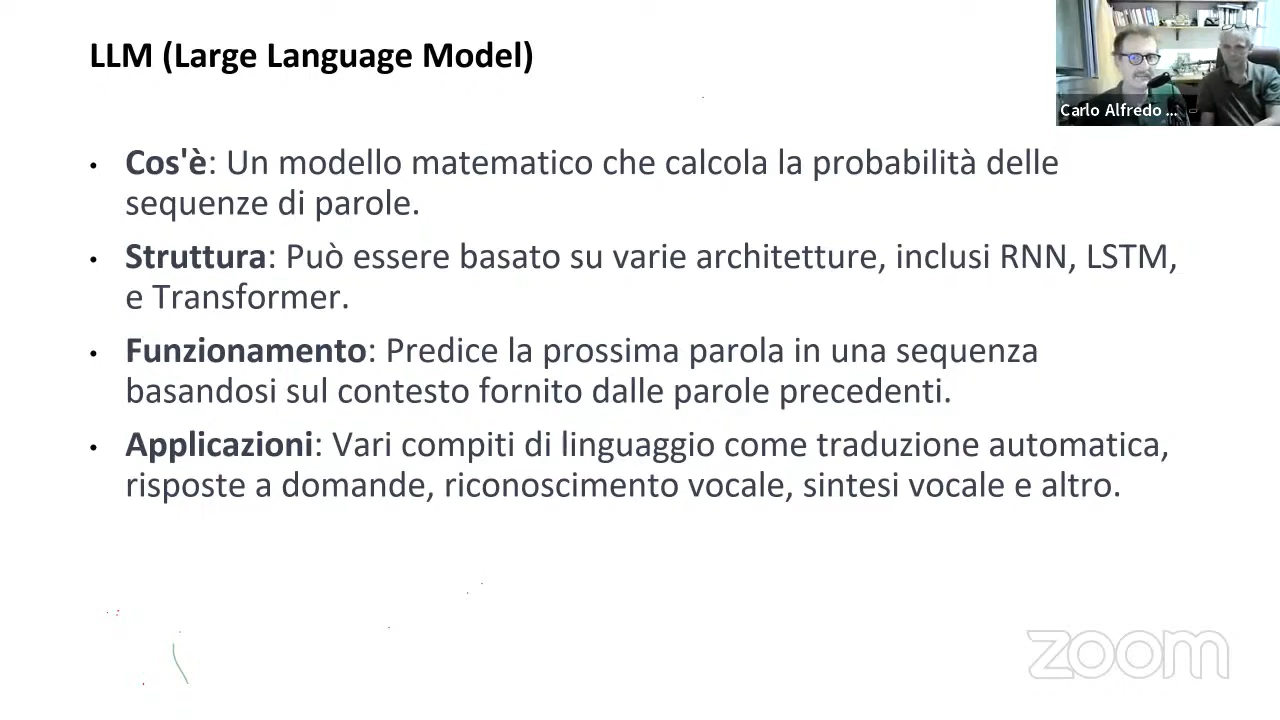 LLM (Large Language Model)
Carlo Alfredo ...
• Cos'è: Un modello matematico che calcola la probabilità delle
sequenze di parole.
• Struttura: Può essere basato su varie architetture, inclusi RNN, LSTM,
e Transformer.
• Funzionamento: Predice la prossima parola in una sequenza
basandosi sul contesto fornito dalle parole precedenti.
• Applicazioni: Vari compiti di linguaggio come traduzione automatica,
risposte a domande, riconoscimento vocale, sintesi vocale e altro.
zoom